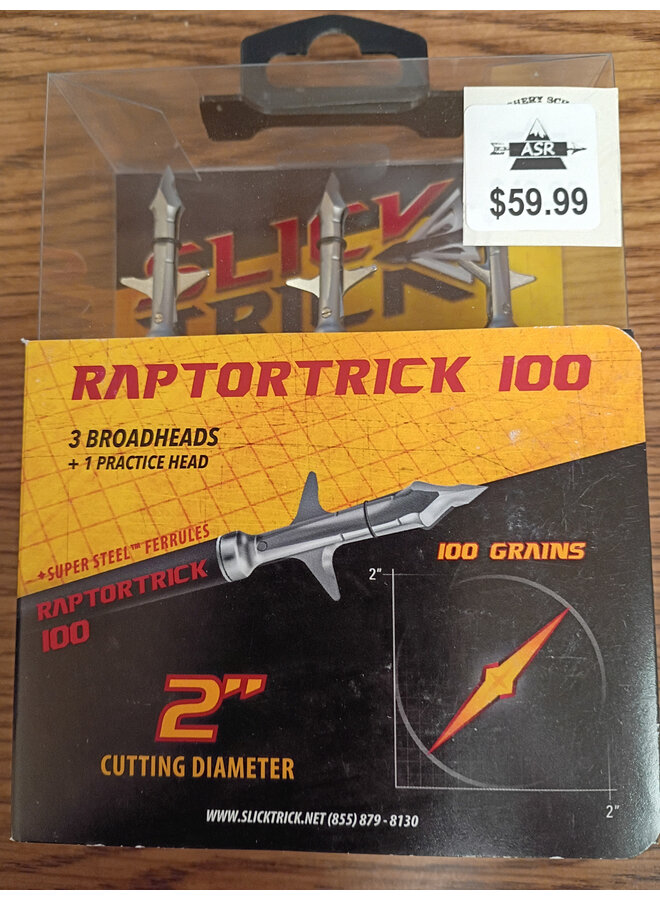 ASR
$59.99
SLICK
TRICK
RAPTORTRICK 100
3 BROADHEADS
+ 1 PRACTICE HEAD
+SUPER STEEL™ FERRULES
RAPTORTRICK
100
100 GRAINS
2"
2"
CUTTING DIAMETER
2"
WWW.SLICKTRICK.NET (855) 879 - 8130